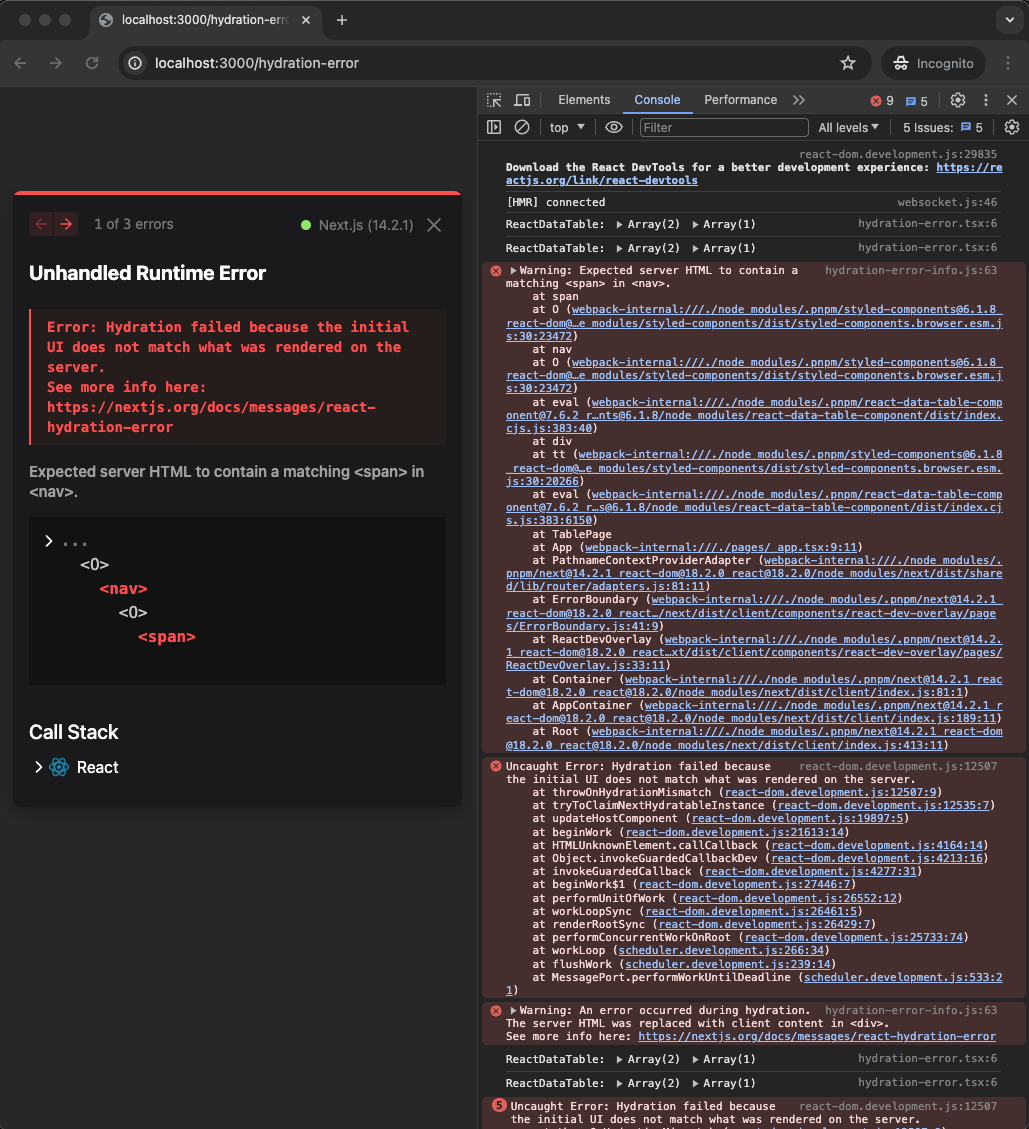 localhost:3000/hydration-erro
localhost:3000/hydration-error
Incognito
1 of 3 errors
Next.js (14.2.1)
Unhandled Runtime Error
Error: Hydration failed because the initial
UI does not match what was rendered on the
server.
See more info here:
https://nextjs.org/docs/messages/react-
hydration-error
Expected server HTML to contain a matching <span> in
<nav>.
...
<O>
<nav>
<O>
<span>
Call Stack
React
Elements
Console
Performance
9
5
top
Filter
All levels
5 Issues:
5
react-dom.development.js:29835
Download the React DevTools for a better development experience: https://re
actjs.org/link/react-devtools
[HMR] connected
websocket.js:46
ReactDataTable: ▶ Array(2) ▶ Array(1)
hydration-error.tsx:6
ReactDataTable: ▶ Array(2) ▶ Array(1)
hydration-error.tsx:6
Warning: Expected server HTML to contain a
hydration-error-info.js:63
matching <span> in <nav>.
at span
at O (webpack-internal:///./node_modules/.pnpm/styled-components@6.1.8_
react-dom@…e_modules/styled-components/dist/styled-components.browser.esm.j
s:30:23472)
at nav
at O (webpack-internal:///./node_modules/.pnpm/styled-components@6.1.8_
react-dom@…e_modules/styled-components/dist/styled-components.browser.esm.j
s:30:23472)
at eval (webpack-internal:///./node_modules/.pnpm/react-data-table-comp
onent@7.6.2_r…nts@6.1.8/node_modules/react-data-table-component/dist/index.
cjs.js:383:40)
at div
at tt (webpack-internal:///./node_modules/.pnpm/styled-components@6.1.8
_react-dom@…e_modules/styled-components/dist/styled-components.browser.esm.
js:30:20266)
at eval (webpack-internal:///./node_modules/.pnpm/react-data-table-comp
onent@7.6.2_r…s@6.1.8/node_modules/react-data-table-component/dist/index.cj
s.js:383:6150)
at TablePage
at App (webpack-internal:///./pages/_app.tsx:9:11)
at PathnameContextProviderAdapter (webpack-internal:///./node_modules/.
pnpm/next@14.2.1_react-dom@18.2.0_react@18.2.0/node_modules/next/dist/share
d/lib/router/adapters.js:81:11)
at ErrorBoundary (webpack-internal:///./node_modules/.pnpm/next@14.2.1_
react-dom@18.2.0_react…/next/dist/client/components/react-dev-overlay/page
s/ErrorBoundary.js:41:9)
at ReactDevOverlay (webpack-internal:///./node_modules/.pnpm/next@14.2.
1_react-dom@18.2.0_react…xt/dist/client/components/react-dev-overlay/pages/
ReactDevOverlay.js:33:11)
at Container (webpack-internal:///./node_modules/.pnpm/next@14.2.1_reac
t-dom@18.2.0_react@18.2.0/node_modules/next/dist/client/index.js:81:1)
at AppContainer (webpack-internal:///./node_modules/.pnpm/next@14.2.1_r
eact-dom@18.2.0_react@18.2.0/node_modules/next/dist/client/index.js:189:11)
at Root (webpack-internal:///./node_modules/.pnpm/next@14.2.1_react-dom
@18.2.0_react@18.2.0/node_modules/next/dist/client/index.js:413:11)
Uncaught Error: Hydration failed because
react-dom.development.js:12507
the initial UI does not match what was rendered on the server.
at throwOnHydrationMismatch (react-dom.development.js:12507:9)
at tryToClaimNextHydratableInstance (react-dom.development.js:12535:7)
at updateHostComponent (react-dom.development.js:19897:5)
at beginWork (react-dom.development.js:21613:14)
at HTMLUnknownElement.callCallback (react-dom.development.js:4164:14)
at Object.invokeGuardedCallbackDev (react-dom.development.js:4213:16)
at invokeGuardedCallback (react-dom.development.js:4277:31)
at beginWork$1 (react-dom.development.js:27446:7)
at performUnitOfWork (react-dom.development.js:26552:12)
at workLoopSync (react-dom.development.js:26461:5)
at renderRootSync (react-dom.development.js:26429:7)
at performConcurrentWorkOnRoot (react-dom.development.js:25733:74)
at workLoop (scheduler.development.js:266:34)
at flushWork (scheduler.development.js:239:14)
at MessagePort.performWorkUntilDeadline (scheduler.development.js:533:2
1)
Warning: An error occurred during hydration.
hydration-error-info.js:63
The server HTML was replaced with client content in <div>.
See more info here: https://nextjs.org/docs/messages/react-hydration-error
ReactDataTable: ▶ Array(2) ▶ Array(1)
hydration-error.tsx:6
ReactDataTable: ▶ Array(2) ▶ Array(1)
hydration-error.tsx:6
5
Uncaught Error: Hydration failed because
react-dom.development.js:12507
the initial UI does not match what was rendered on the server.